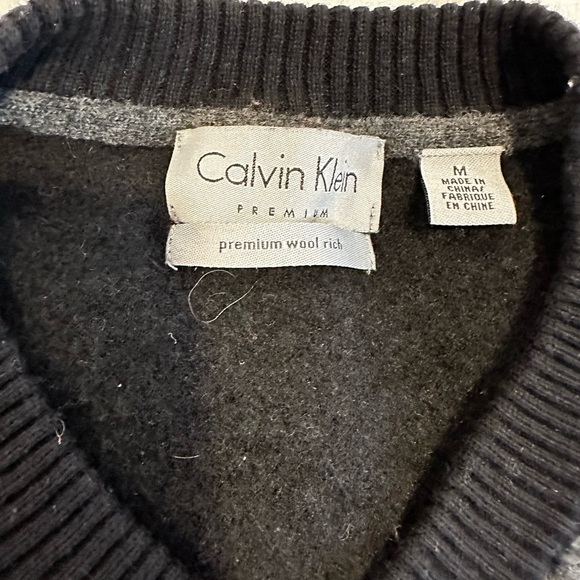 Calvin Klein
PREMIUM
premium wool rich
M
MADE IN
CHINA/
FABRIQUE
EN CHINE